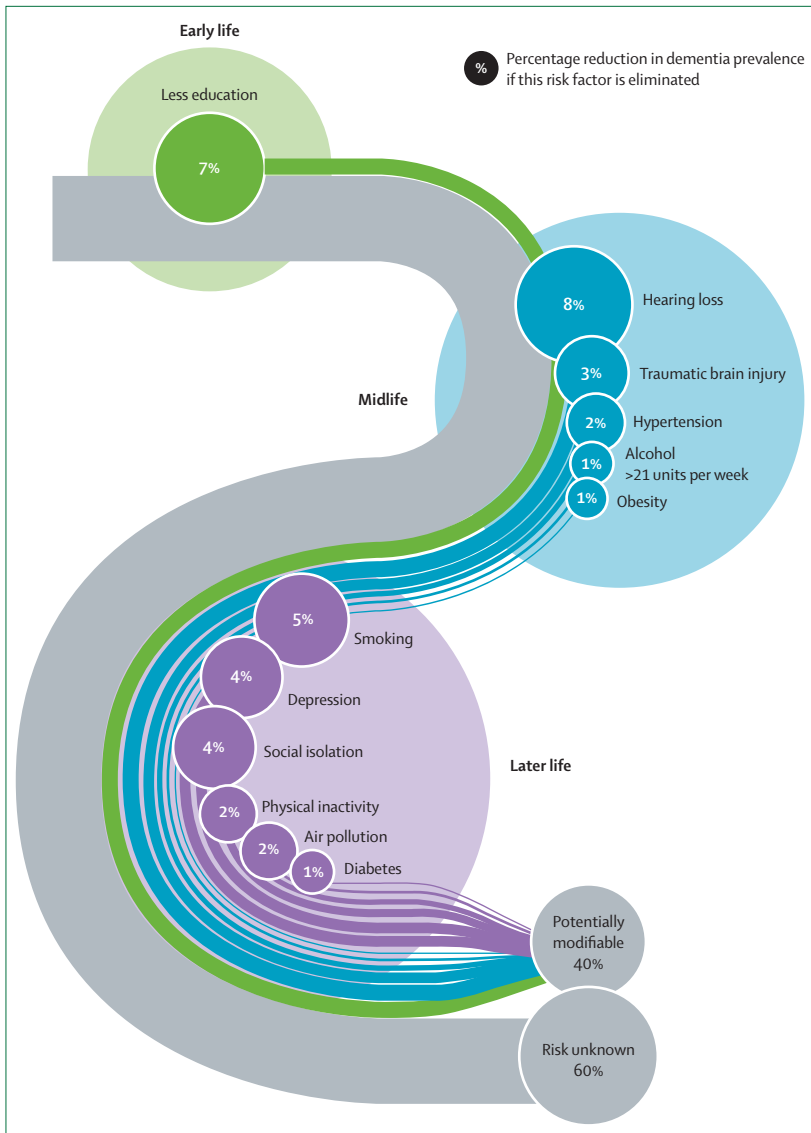 Early life
%
Percentage reduction in dementia prevalence
if this risk factor is eliminated
Less education
7%
8%
Hearing loss
3%
Traumatic brain injury
Midlife
2%
Hypertension
1%
Alcohol
>21 units per week
1%
Obesity
5%
Smoking
4%
Depression
4%
Social isolation
Later life
2%
Physical inactivity
2%
Air pollution
1%
Diabetes
Potentially
modifiable
40%
Risk unknown
60%